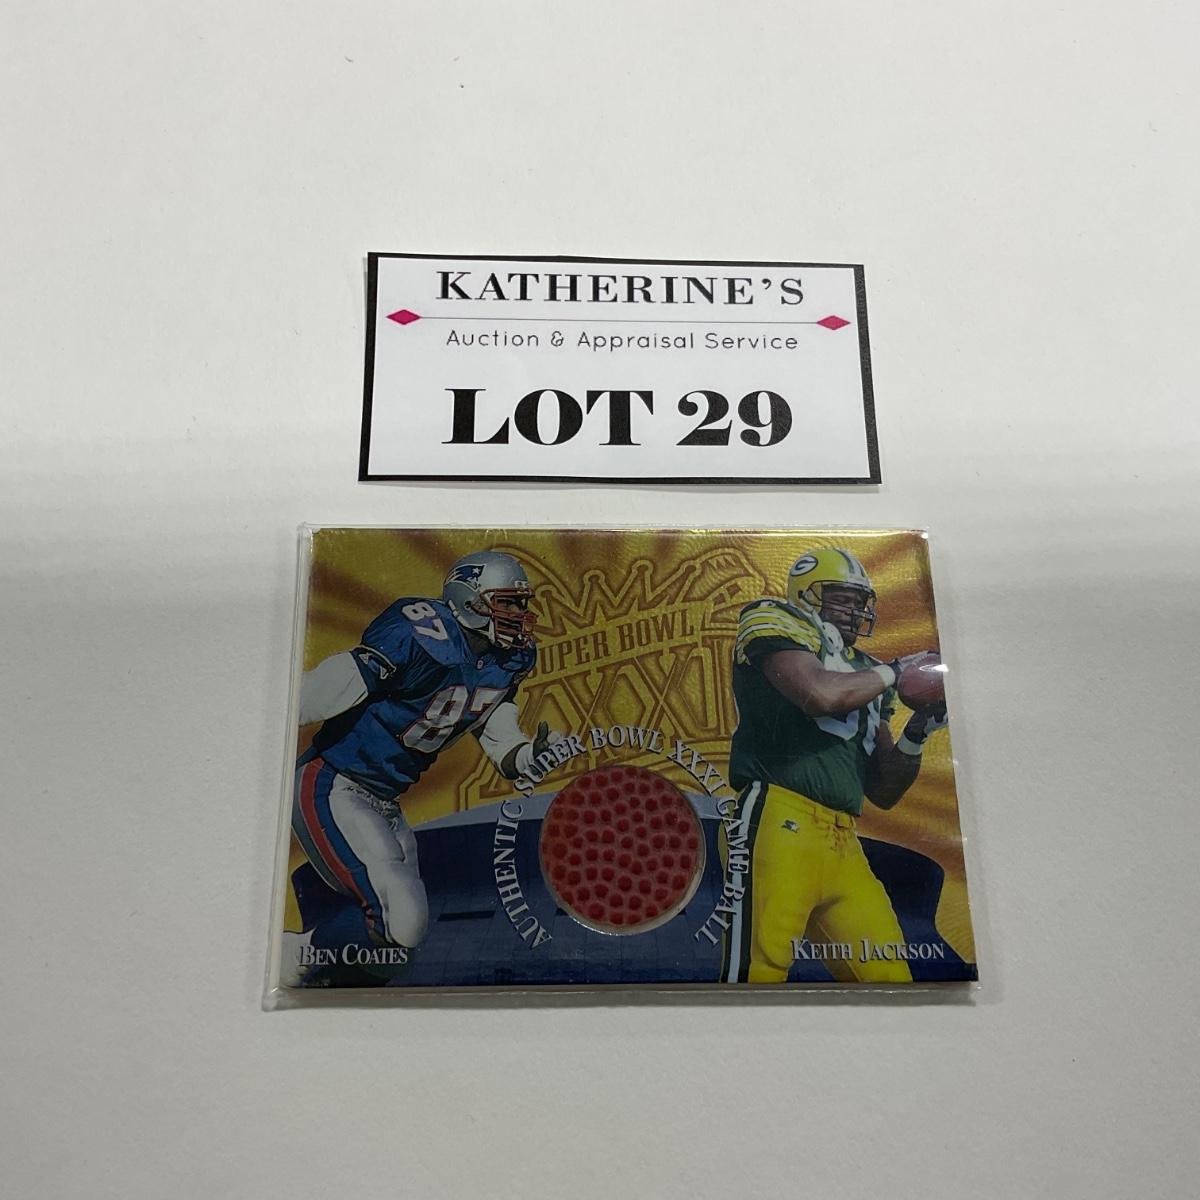 KATHERINE'S
Auction & Appraisal Service
LOT 29
87
87
G
SUPER BOWL
XXXI
AUTHENTIC SUPER BOWL XXXI GAME BALL
BEN COATES
KEITH JACKSON